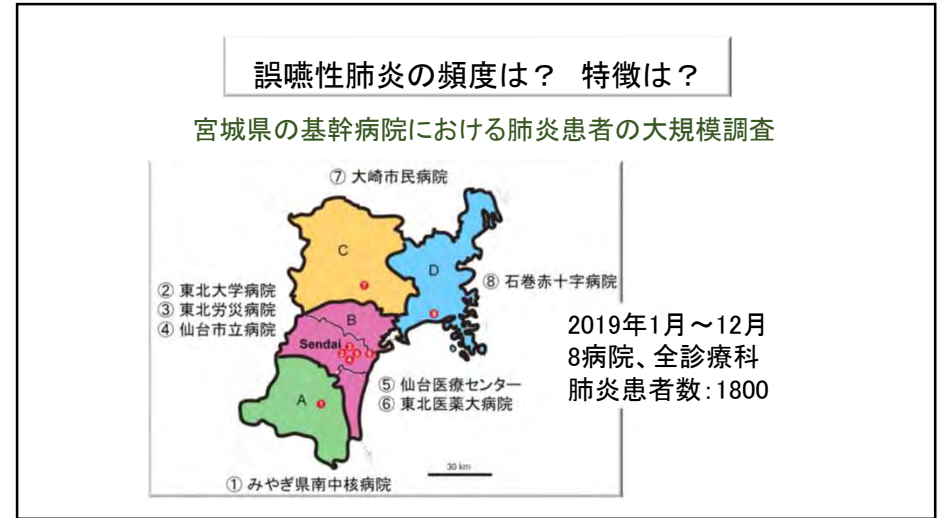 誤嚥性肺炎の頻度は？ 特徴は？
宮城県の基幹病院における肺炎患者の大規模調査
⑦ 大崎市民病院
C
D
⑦
② 東北大学病院
③ 東北労災病院
④ 仙台市立病院
⑧ 石巻赤十字病院
⑧
B
Sendai
A
①
⑤ 仙台医療センター
⑥ 東北医薬大病院
① みやぎ県南中核病院
30 km
2019年1月～12月
8病院、全診療科
肺炎患者数：1800